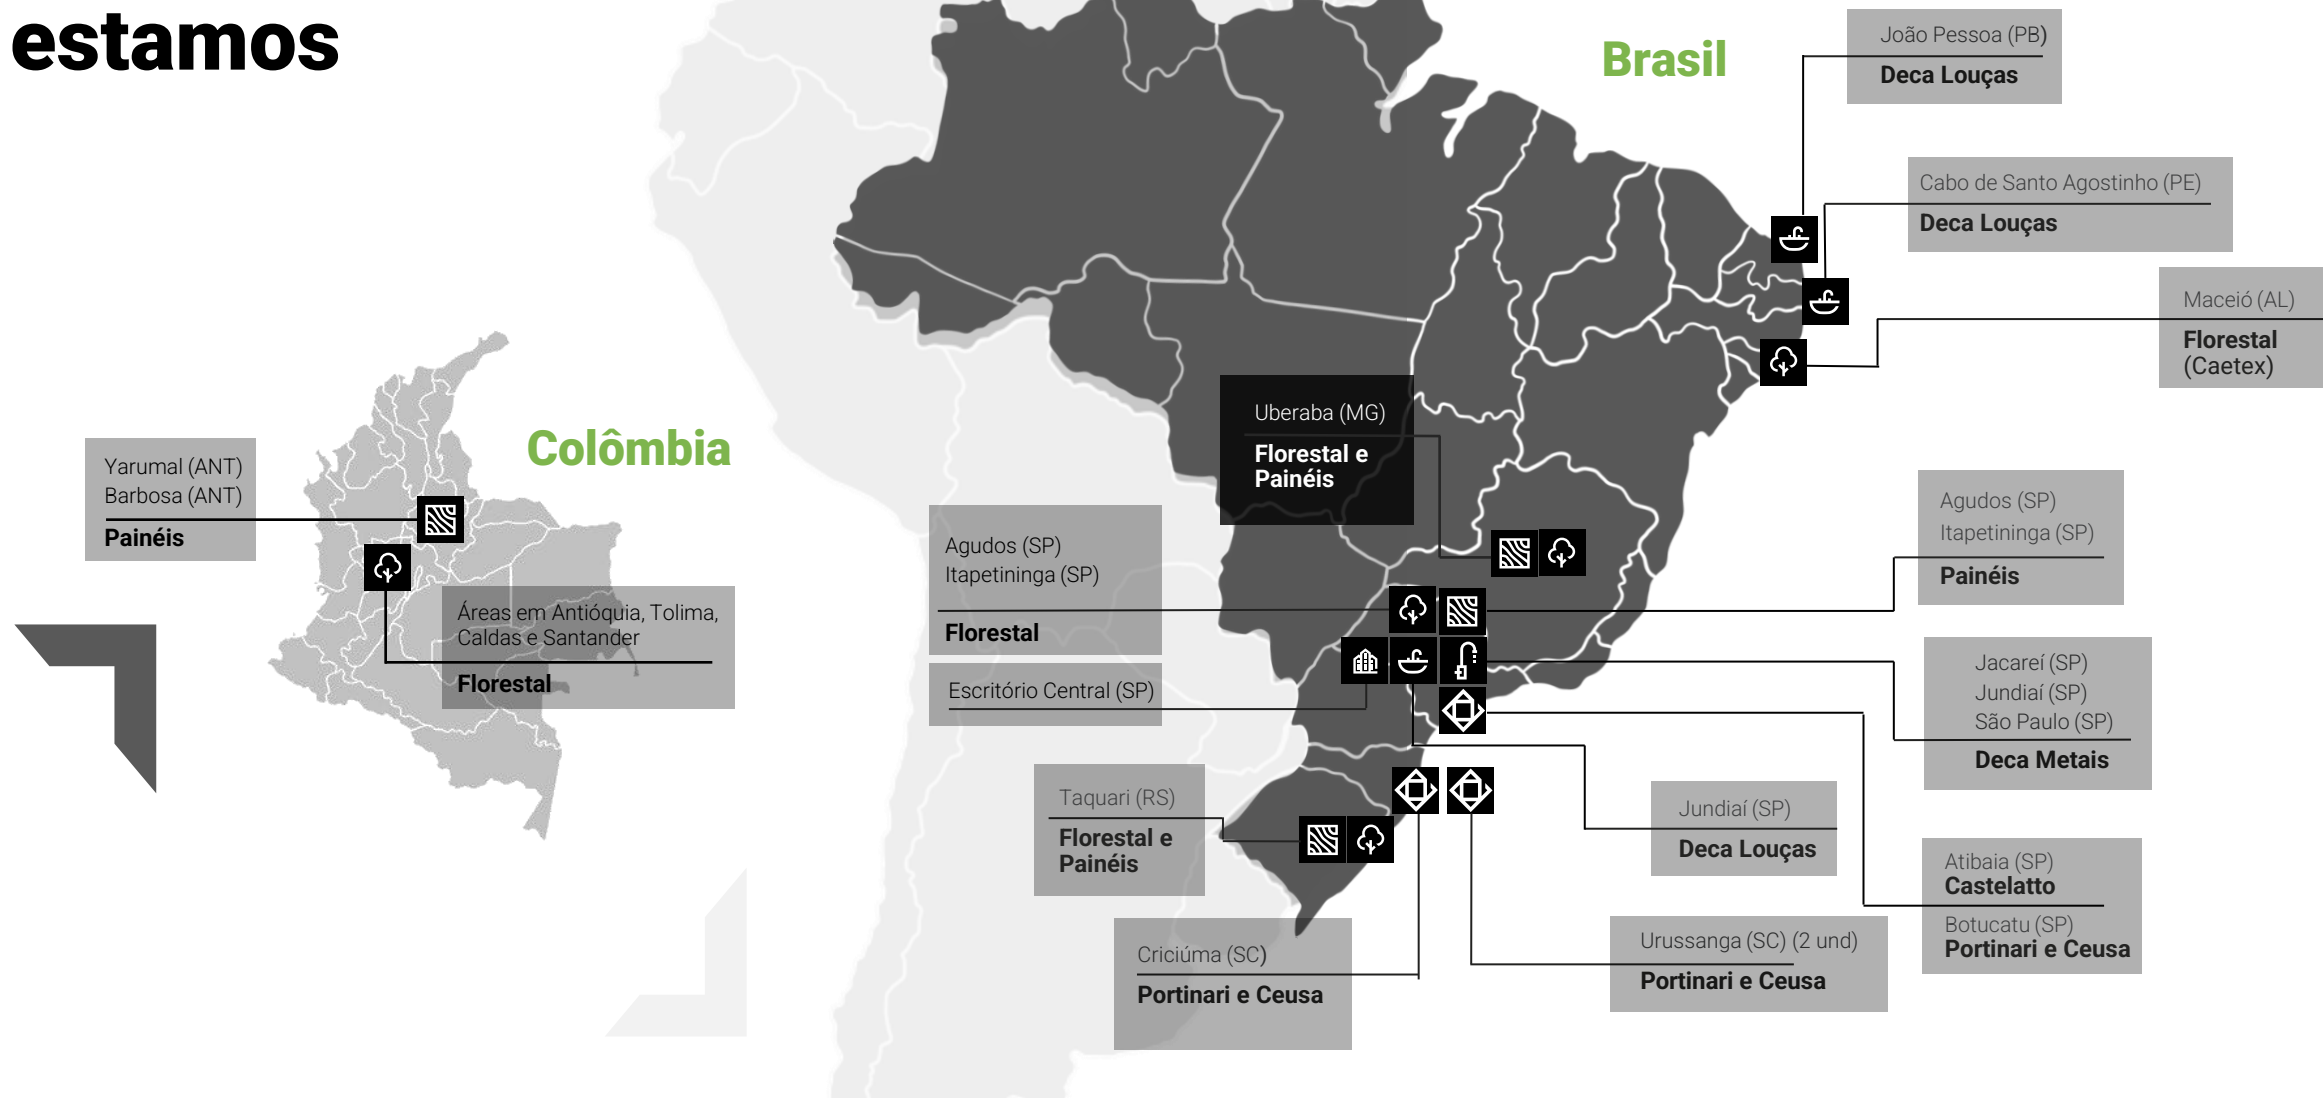 estamos
Brasil
João Pessoa (PB)
Deca Louças
Cabo de Santo Agostinho (PE)
Deca Louças
Maceió (AL)
Florestal
(Caetex)
Uberaba (MG)
Florestal e
Painéis
Colômbia
Yarumal (ANT)
Barbosa (ANT)
Painéis
Áreas em Antióquia, Tolima,
Caldas e Santander
Florestal
Agudos (SP)
Itapetininga (SP)
Florestal
Escritório Central (SP)
Agudos (SP)
Itapetininga (SP)
Painéis
Jacareí (SP)
Jundiaí (SP)
São Paulo (SP)
Deca Metais
Taquari (RS)
Florestal e
Painéis
Jundiaí (SP)
Deca Louças
Atibaia (SP)
Castelatto
Botucatu (SP)
Portinari e Ceusa
Criciúma (SC)
Portinari e Ceusa
Urussanga (SC) (2 und)
Portinari e Ceusa